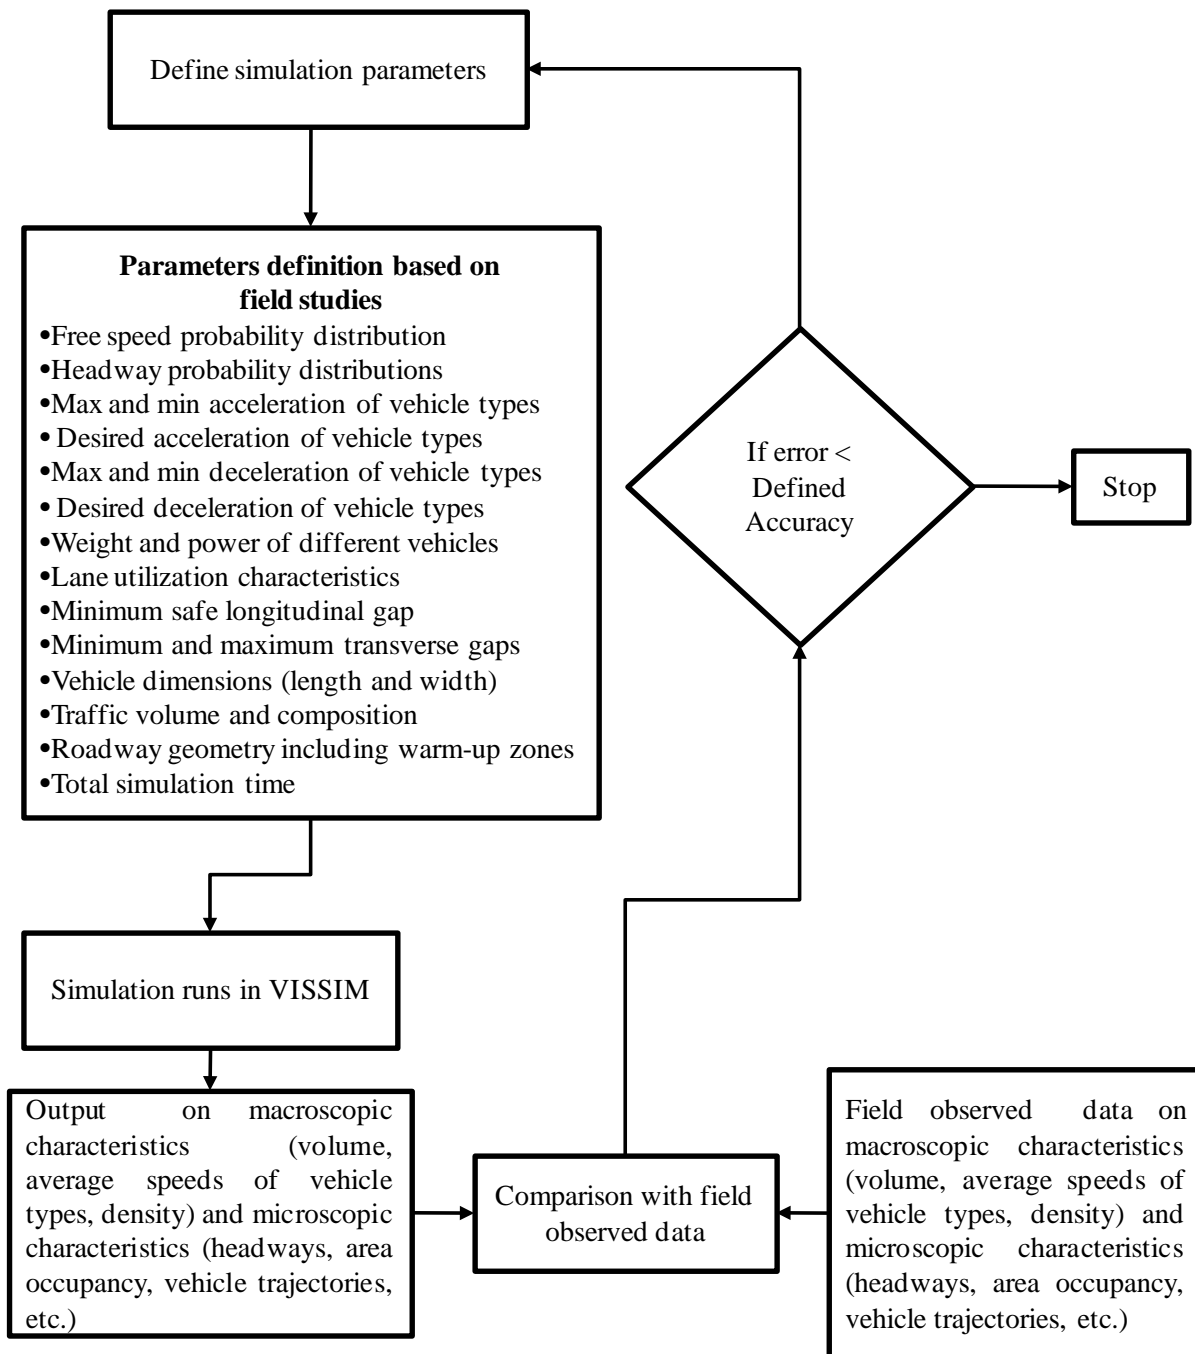 Define simulation parameters
Parameters definition based on
field studies
•Free speed probability distribution
•Headway probability distributions
•Max and min acceleration of vehicle types
• Desired acceleration of vehicle types
•Max and min deceleration of vehicle types
• Desired deceleration of vehicle types
•Weight and power of different vehicles
•Lane utilization characteristics
•Minimum safe longitudinal gap
•Minimum and maximum transverse gaps
•Vehicle dimensions (length and width)
•Traffic volume and composition
•Roadway geometry including warm-up zones
•Total simulation time
If error <
Defined
Accuracy
Stop
Simulation runs in VISSIM
Output on macroscopic
characteristics (volume,
average speeds of vehicle
types, density) and microscopic
characteristics (headways, area
occupancy, vehicle trajectories,
etc.)
Comparison with field
observed data
Field observed data on
macroscopic characteristics
(volume, average speeds of
vehicle types, density) and
microscopic characteristics
(headways, area occupancy,
vehicle trajectories, etc.)